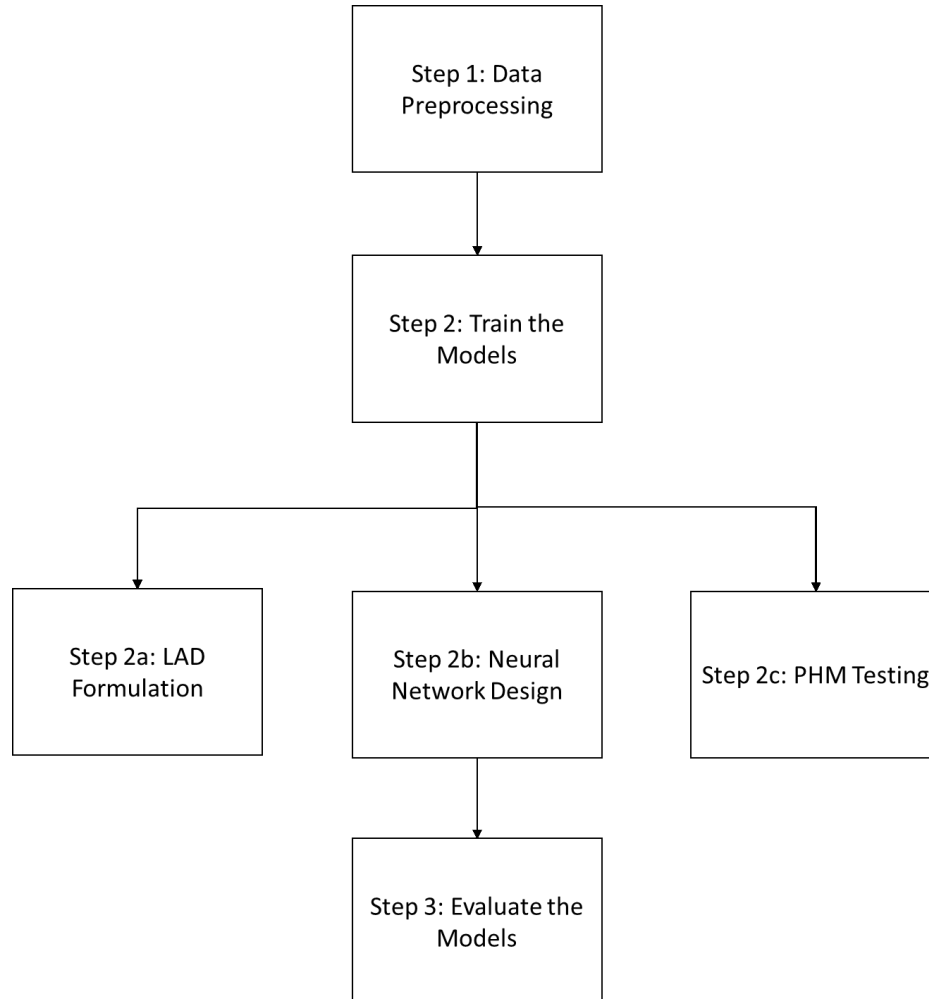 Step 1: Data
Preprocessing
Step 2: Train the
Models
Step 2a: LAD
Formulation
Step 2b: Neural
Network Design
Step 2c: PHM Testing
Step 3: Evaluate the
Models